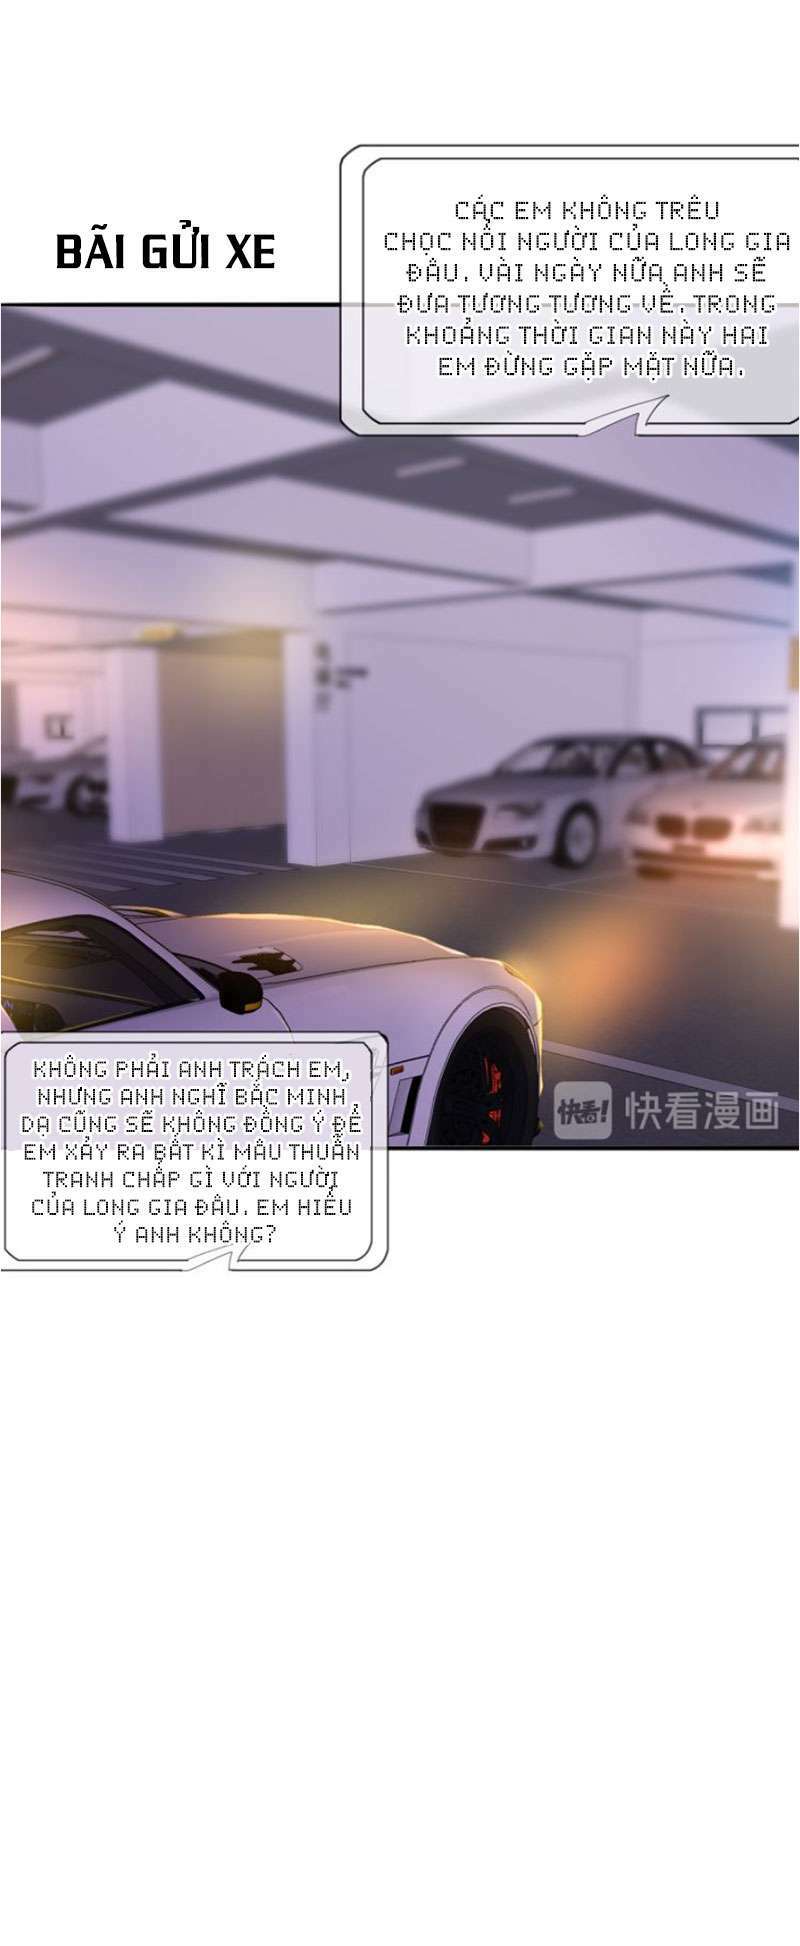 BÃI GỬI XE
CÁC EM KHÔNG TRÊU
CHỌC NỔI NGƯỜI CỦA LONG GIA
ĐÂU. VÀI NGÀY NỮA ANH SẼ
ĐƯA TƯƠNG TƯƠNG VỀ. TRONG
KHOẢNG THỜI GIAN NÀY HAI
EM ĐỪNG GẶP MẶT NỮA.
KHÔNG PHẢI ANH TRÁCH EM,
NHƯNG ANH NGHĨ BẮC MINH
DẠ CŨNG SẼ KHÔNG ĐỒNG Ý ĐỂ
EM XẢY RA BẤT KÌ MÂU THUẪN
TRANH CHẤP GÌ VỚI NGƯỜI
CỦA LONG GIA ĐÂU. EM HIỂU
Ý ANH KHÔNG?
快看! 快看漫画